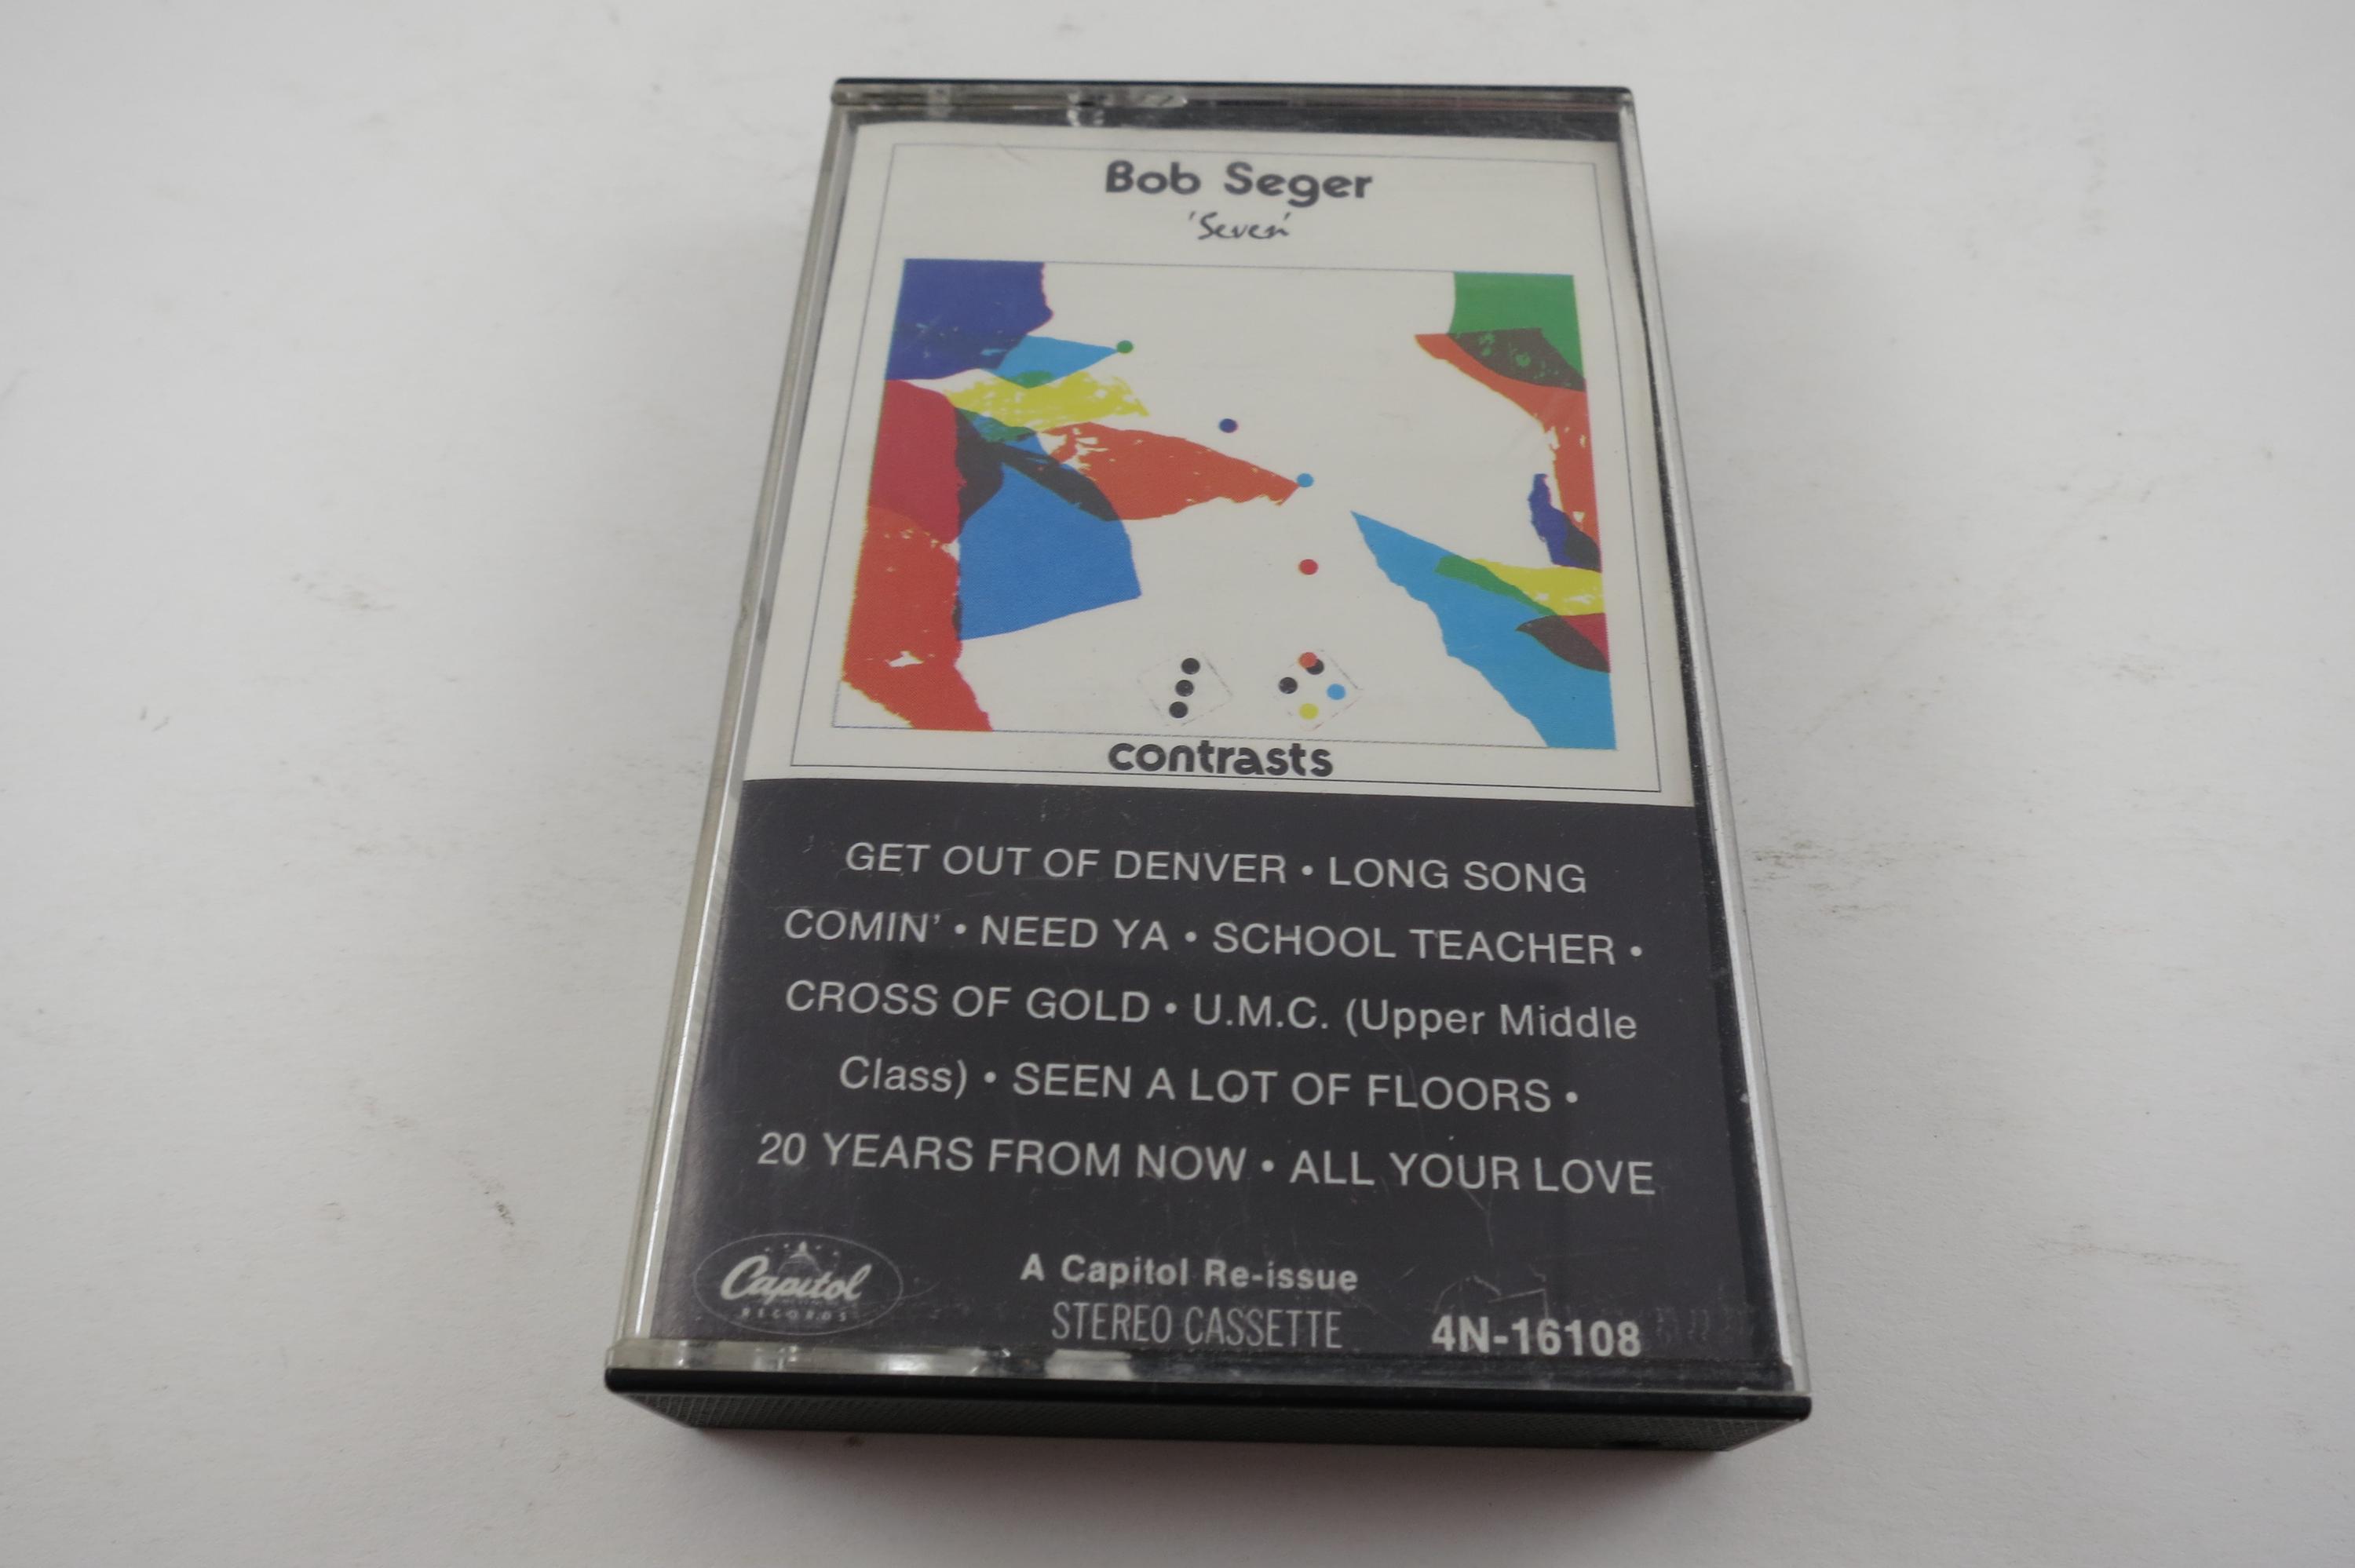 Bob Seger
'Seven'
contrasts
GET OUT OF DENVER • LONG SONG
COMIN' • NEED YA • SCHOOL TEACHER •
CROSS OF GOLD • U.M.C. (Upper Middle
Class) • SEEN A LOT OF FLOORS •
20 YEARS FROM NOW • ALL YOUR LOVE
Capitol
RECORDS
A Capitol Re-issue
STEREO CASSETTE
4N-16108